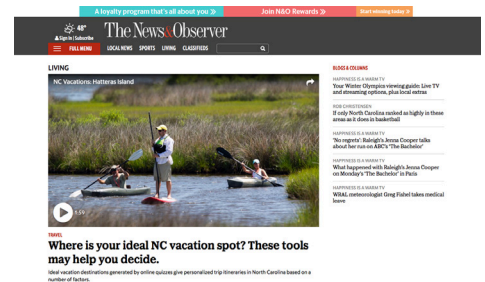 A loyalty program that's all about you »
Join N&O Rewards »
Start winning today »
48°
Sign In | Subscribe
The News & Observer
FULL MENU
LOCAL NEWS SPORTS LIVING CLASSIFIEDS
LIVING
NC Vacations: Hatteras Island
1:59
TRAVEL
Where is your ideal NC vacation spot? These tools
may help you decide.
Ideal vacation destinations generated by online quizzes give personalized trip itineraries in North Carolina based on a
number of factors.
BLOGS & COLUMNS
HAPPINESS IS A WARM TV
Your Winter Olympics viewing guide: Live TV
and streaming options, plus local extras
ROB CHRISTENSEN
If only North Carolina ranked as highly in these
areas as it does in basketball
HAPPINESS IS A WARM TV
'No regrets': Raleigh's Jenna Cooper talks
about her run on ABC's 'The Bachelor'
HAPPINESS IS A WARM TV
What happened with Raleigh's Jenna Cooper
on Monday's 'The Bachelor' in Paris
HAPPINESS IS A WARM TV
WRAL meteorologist Greg Fishel takes medical
leave